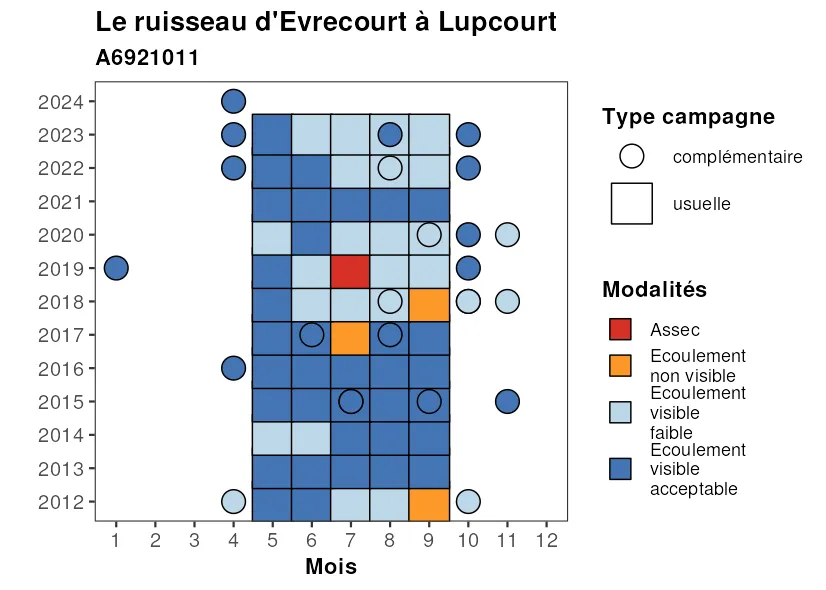 Le ruisseau d'Evrecourt à Lupcourt
A6921011
2024
2023
2022
2021
2020
2019
2018
2017
2016
2015
2014
2013
2012
1 2 3 4 5 6 7 8 9 10 11 12
Mois
Type campagne
complémentaire
usuelle
Modalités
Assec
Ecoulement
non visible
Ecoulement
visible
faible
Ecoulement
visible
acceptable